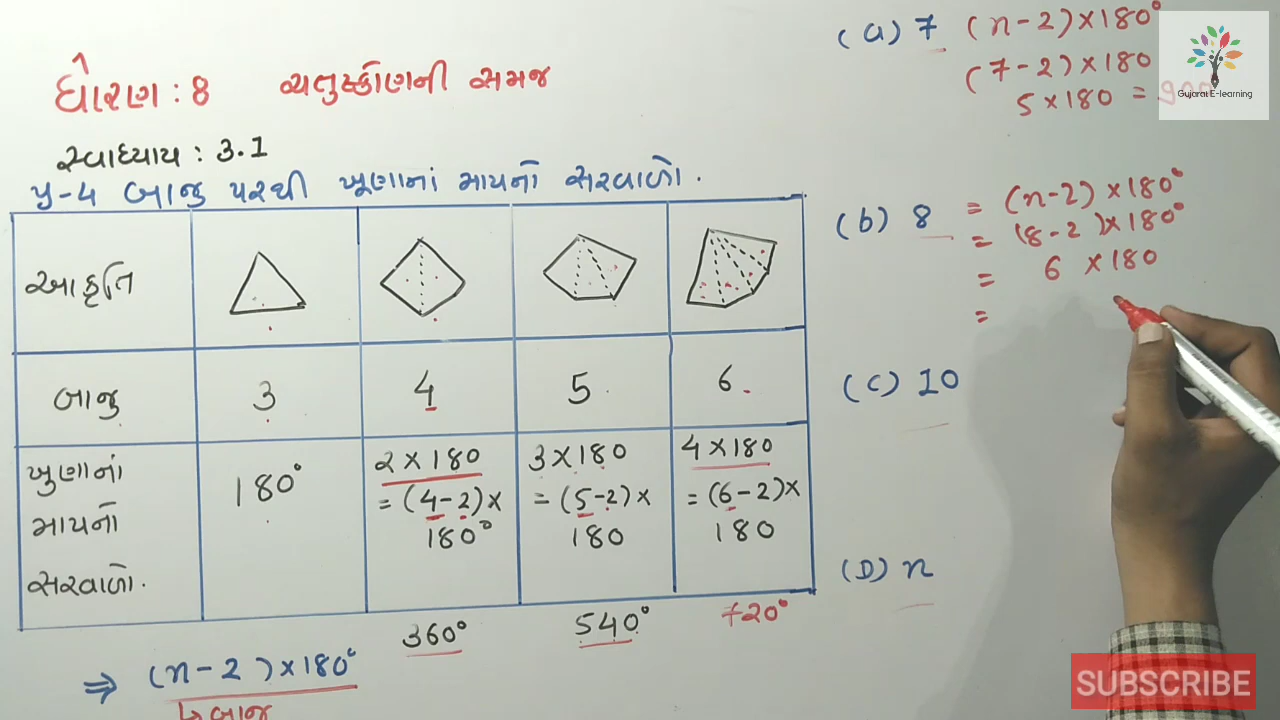 ધોરણ : 8 ચતુષ્કોણની સમજ
સ્વાધ્યાય : 3.1
પ્ર-4 બાજુ પરથી ખૂણાનાં માપનો સરવાળો.
આકૃતિ
બાજુ 3 4 5 6
ખૂણાનાં માપનો સરવાળો.
180°
2 × 180
= (4-2) ×
180°
3 × 180
= (5-2) ×
180
4 × 180
= (6-2) ×
180
360° 540° 720°
⇒ (n-2) × 180°
↳ બાજુ
(a) 7 (n-2) × 180°
(7-2) × 180
5 × 180 =
(b) 8 = (n-2) × 180°
= (8-2) × 180°
= 6 × 180
=
(C) 10
(D) n
Gujarat E-learning
SUBSCRIBE